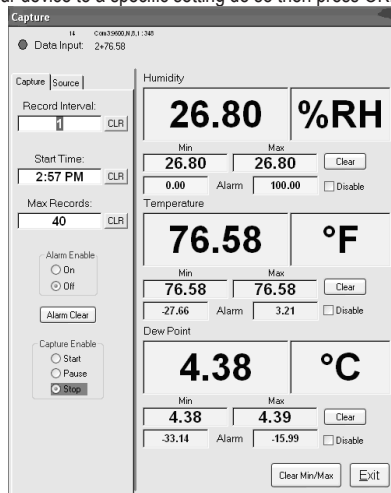 Capture
14 Com3:9600,N,8,1 :348
Data Input: 2+76.58
Capture Source
Record Interval:
1 CLR
Start Time:
2:57 PM CLR
Max Records:
40 CLR
Alarm Enable
On
Off
Alarm Clear
Capture Enable
Start
Pause
Stop
Humidity
26.80 %RH
Min Max
26.80 26.80 Clear
0.00 Alarm 100.00 Disable
Temperature
76.58 °F
Min Max
76.58 76.58 Clear
-27.66 Alarm 3.21 Disable
Dew Point
4.38 °C
Min Max
4.38 4.39 Clear
-33.14 Alarm -15.99 Disable
Clear Min/Max Exit